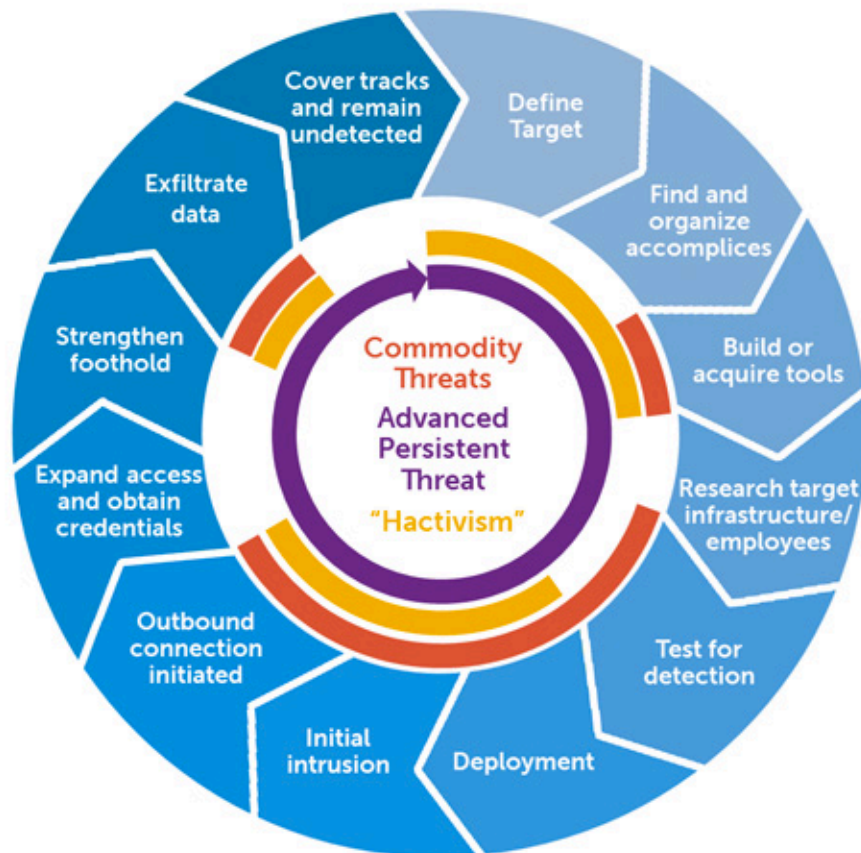 Define
Target
Find and
organize
accomplices
Build or
acquire tools
Research target
infrastructure/
employees
Test for
detection
Deployment
Initial
intrusion
Outbound
connection
initiated
Expand access
and obtain
credentials
Strengthen
foothold
Exfiltrate
data
Cover tracks
and remain
undetected
Commodity
Threats
Advanced
Persistent
Threat
“Hactivism”